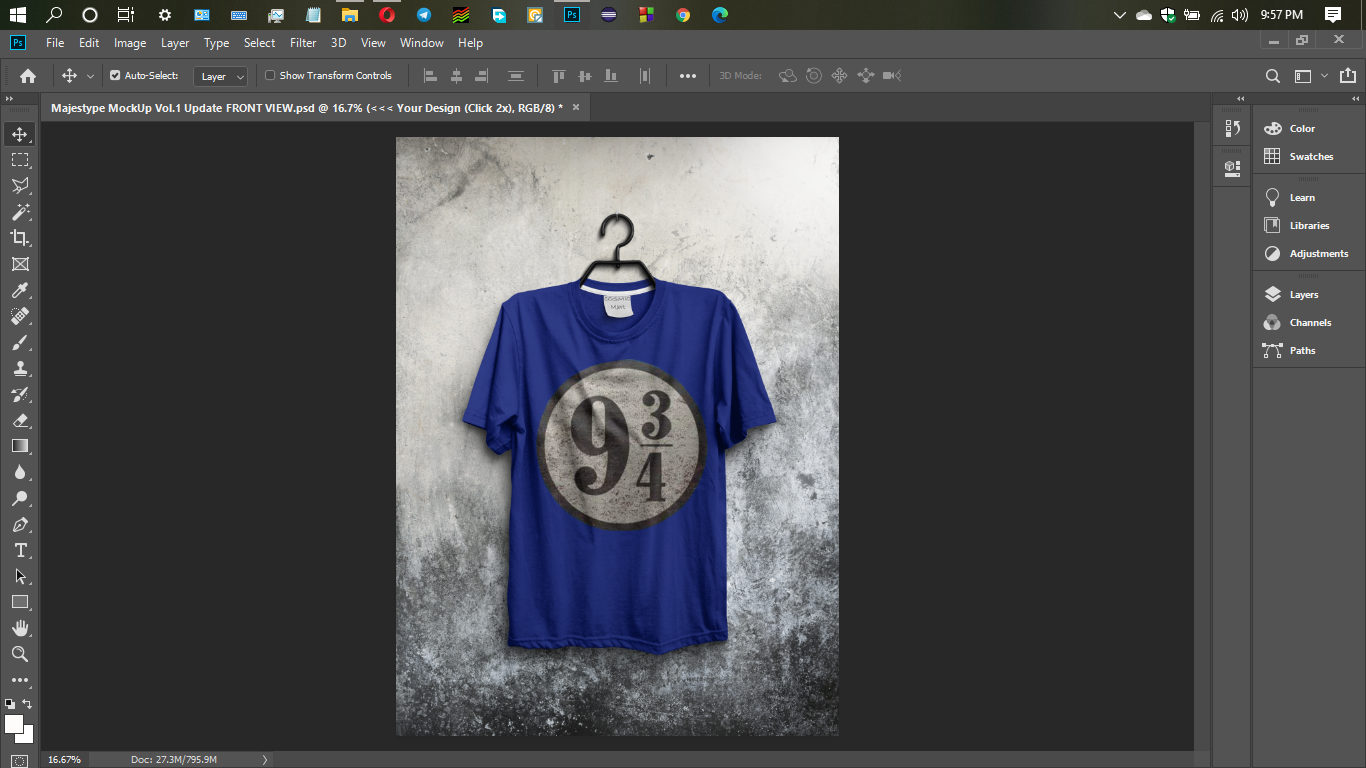 9:57 PM
Ps File Edit Image Layer Type Select Filter 3D View Window Help
Auto-Select: Layer Show Transform Controls 3D Mode:
Majestype MockUp Vol.1 Update FRONT VIEW.psd @ 16.7% (<<< Your Design (Click 2x), RGB/8) *
Color
Swatches
Learn
Libraries
Adjustments
Layers
Channels
Paths
9 3/4
16.67% Doc: 27.3M/795.9M